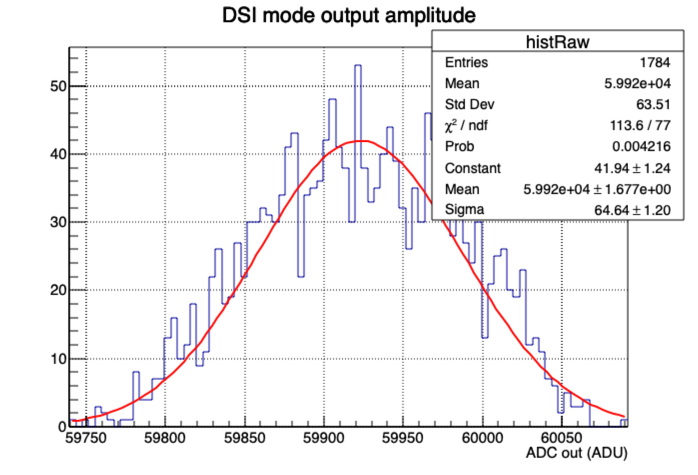 DSI mode output amplitude
histRaw
Entries 1784
Mean 5.992e+04
Std Dev 63.51
χ² / ndf 113.6 / 77
Prob 0.004216
Constant 41.94 ± 1.24
Mean 5.992e+04 ± 1.677e+00
Sigma 64.64 ± 1.20
50
40
30
20
10
0
59750 59800 59850 59900 59950 60000 60050
ADC out (ADU)